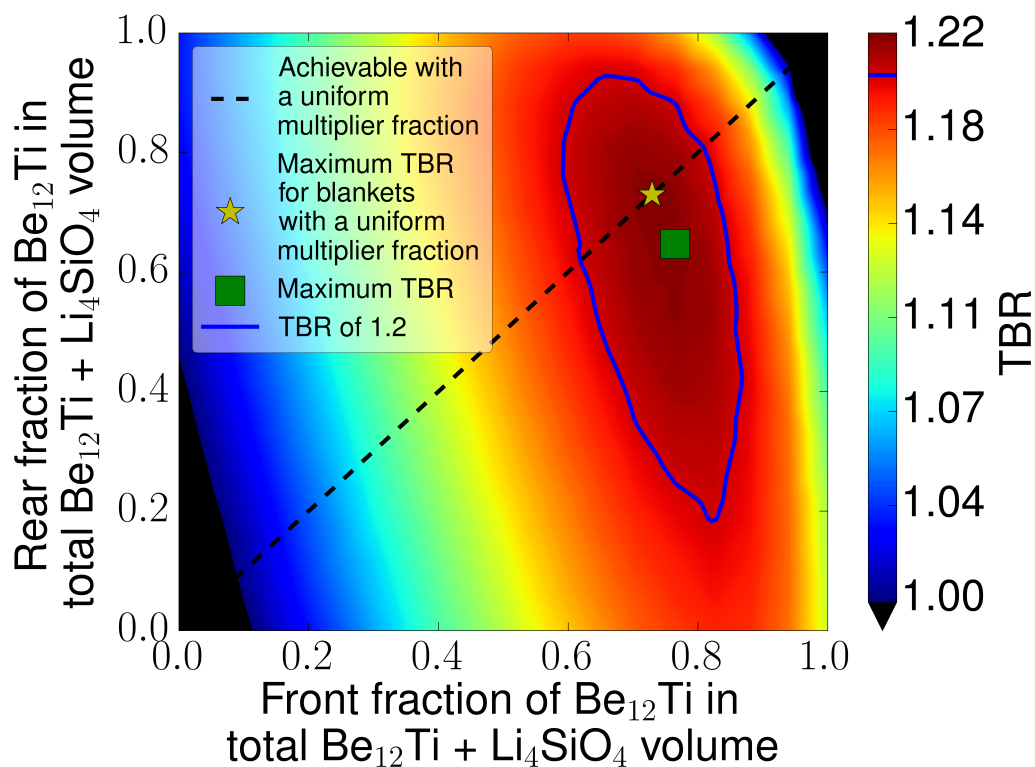 Rear fraction of Be₁₂Ti in
total Be₁₂Ti + Li₄SiO₄ volume
1.0
0.8
0.6
0.4
0.2
0.0
Achievable with
a uniform
multiplier fraction
Maximum TBR
for blankets
with a uniform
multiplier fraction
Maximum TBR
TBR of 1.2
0.0 0.2 0.4 0.6 0.8 1.0
Front fraction of Be₁₂Ti in
total Be₁₂Ti + Li₄SiO₄ volume
1.22
1.18
1.14
1.11
1.07
1.04
1.00
TBR